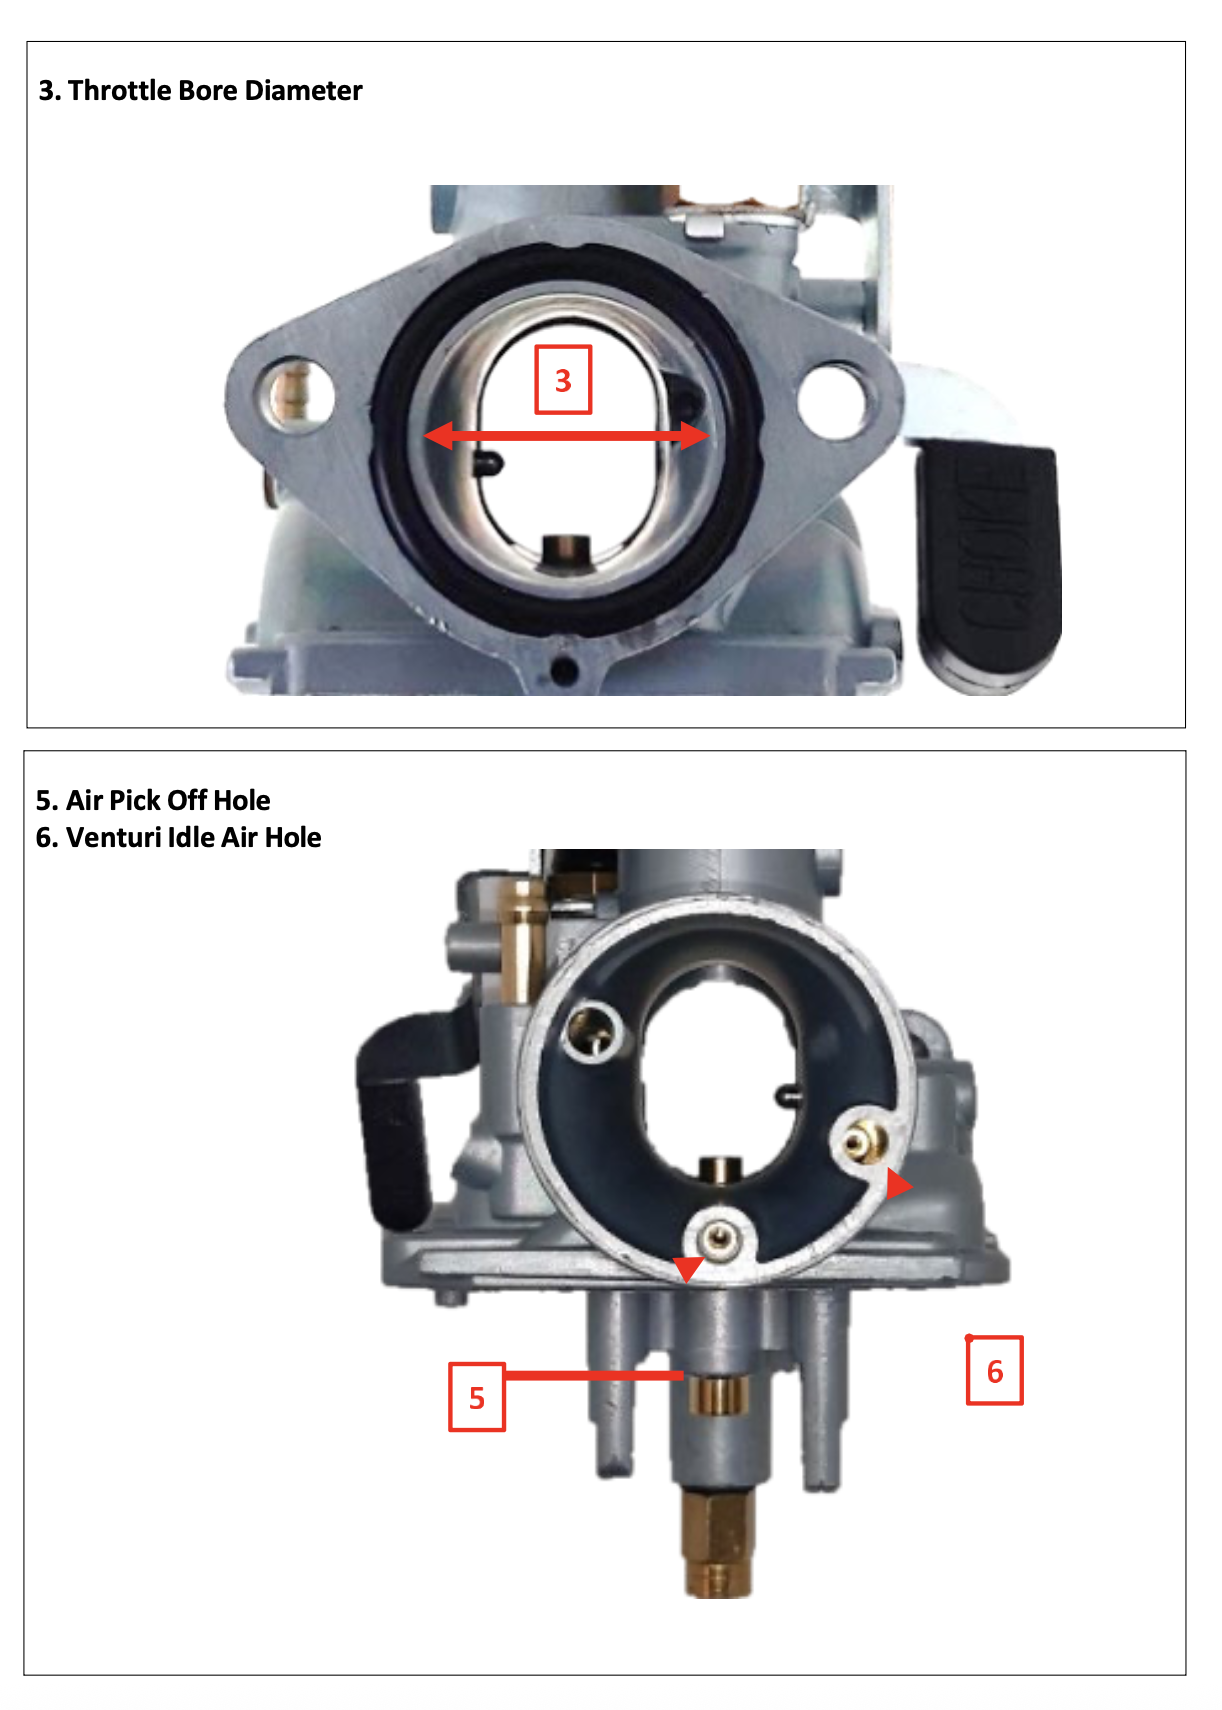 3. Throttle Bore Diameter
3
CHOKE
5. Air Pick Off Hole
6. Venturi Idle Air Hole
5
6